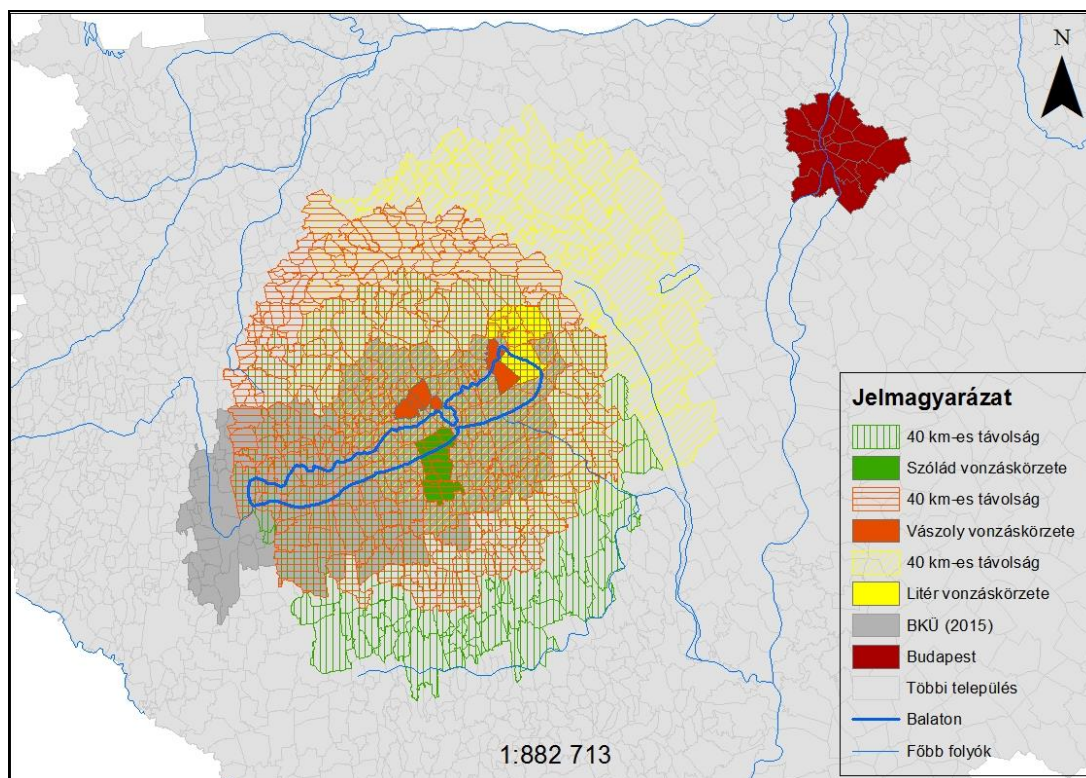 N
Jelmagyarázat
40 km-es távolság
Szólád vonzáskörzete
40 km-es távolság
Vászoly vonzáskörzete
40 km-es távolság
Litér vonzáskörzete
BKÜ (2015)
Budapest
Többi település
Balaton
Főbb folyók
1:882 713